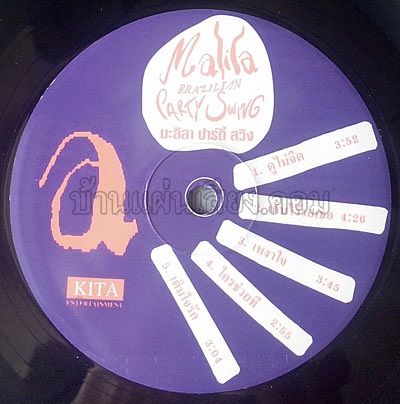 Malila
BRAZILIAN
PARTY SWING
มะลิลา ปาร์ตี้ สวิง
a
1. ดูไม่จืด 3:52
4:26
3. เหงาใจ 3:45
4. ใครช่วยที 2:55
5. เต็มใจรัก 3:04
KITA
ENTERTAINMENT
บ้านแผ่นเสียง.คอม